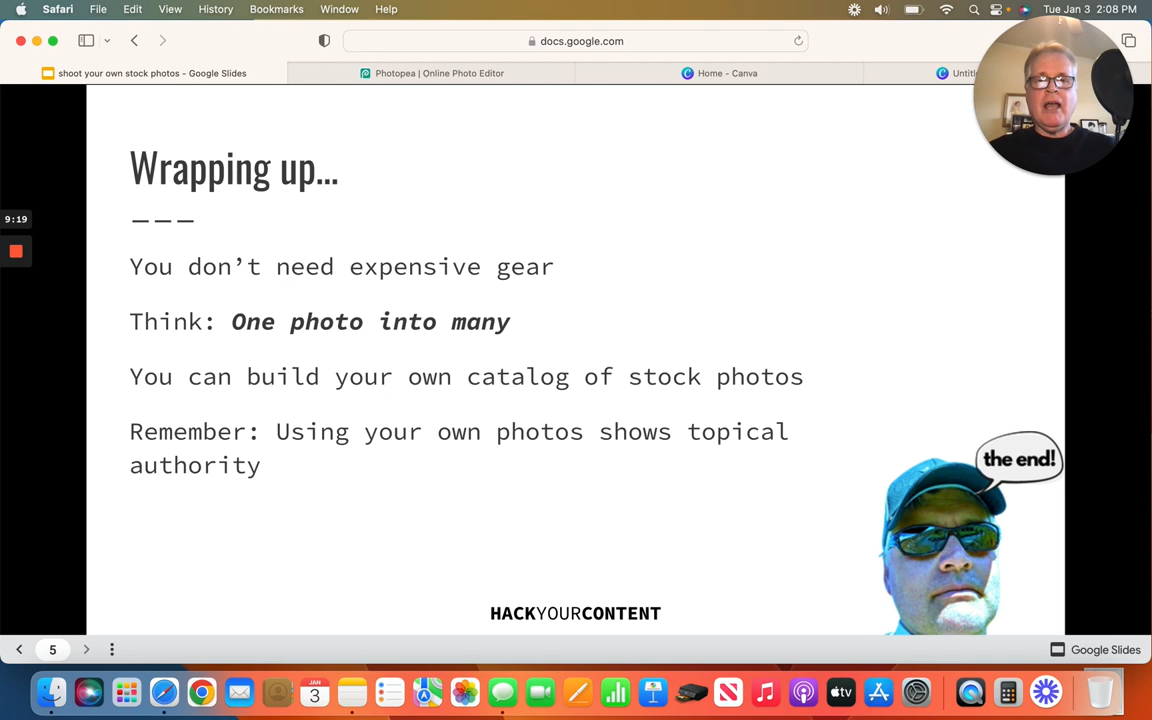 Safari File Edit View History Bookmarks Window Help Tue Jan 3 2:08 PM
docs.google.com
shoot your own stock photos - Google Slides Photopea | Online Photo Editor Home - Canva
Wrapping up...
---
9:19
You don't need expensive gear
Think: One photo into many
You can build your own catalog of stock photos
Remember: Using your own photos shows topical
authority
the end!
HACKYOURCONTENT
5 Google Slides
JAN
3
tv